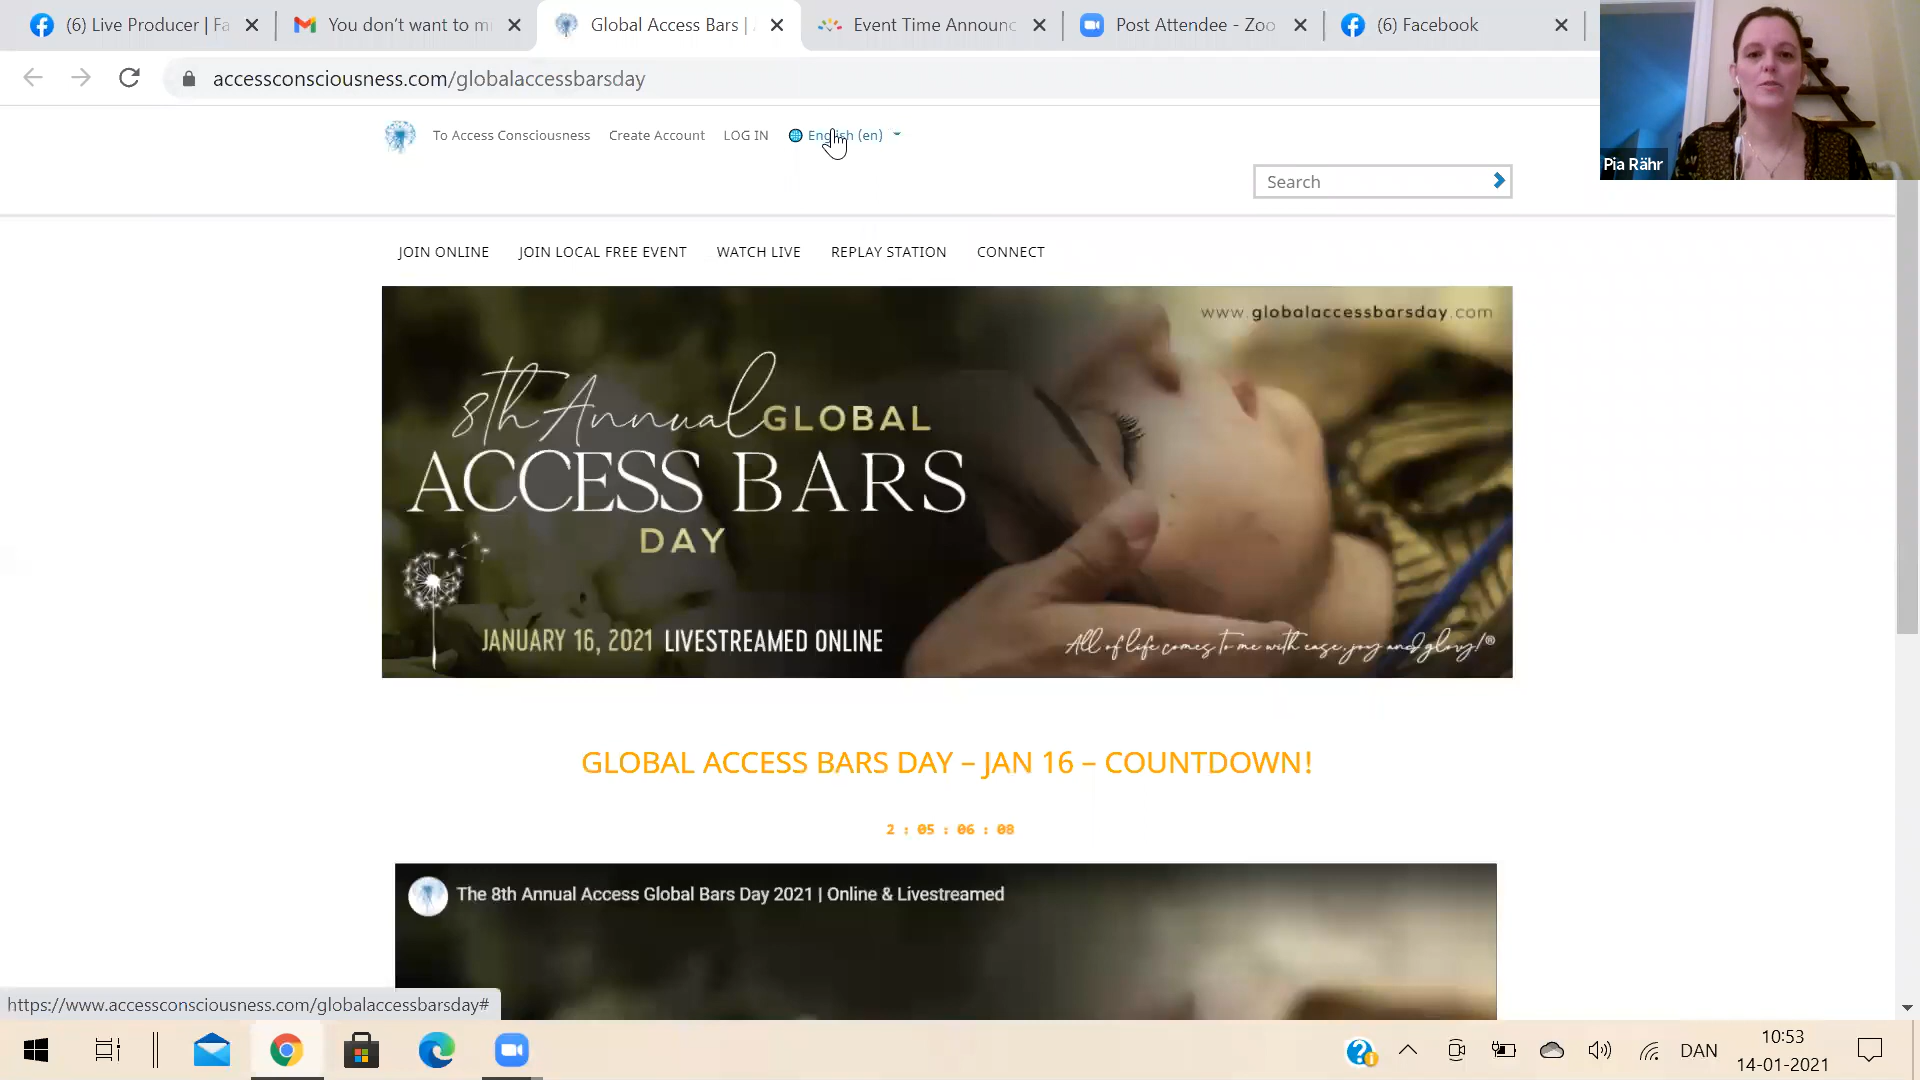 (6) Live Producer | Fa
You don't want to m
Global Access Bars |
Event Time Announc
Post Attendee - Zoo
(6) Facebook
accessconsciousness.com/globalaccessbarsday
Pia Rähr
To Access Consciousness Create Account LOG IN English (en)
Search
JOIN ONLINE JOIN LOCAL FREE EVENT WATCH LIVE REPLAY STATION CONNECT
www.globalaccessbarsday.com
8th Annual GLOBAL
ACCESS BARS
DAY
JANUARY 16, 2021 LIVESTREAMED ONLINE
All of life comes to me with ease, joy and glory!®
GLOBAL ACCESS BARS DAY – JAN 16 – COUNTDOWN!
2 : 05 : 06 : 08
The 8th Annual Access Global Bars Day 2021 | Online & Livestreamed
https://www.accessconsciousness.com/globalaccessbarsday#
DAN
10:53
14-01-2021